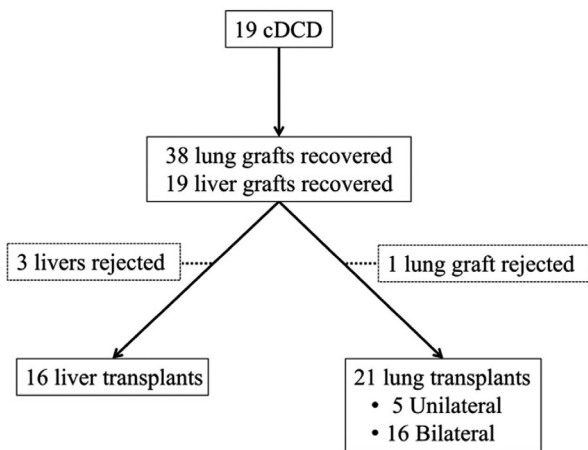 19 cDCD
38 lung grafts recovered
19 liver grafts recovered
3 livers rejected
1 lung graft rejected
16 liver transplants
21 lung transplants
• 5 Unilateral
• 16 Bilateral